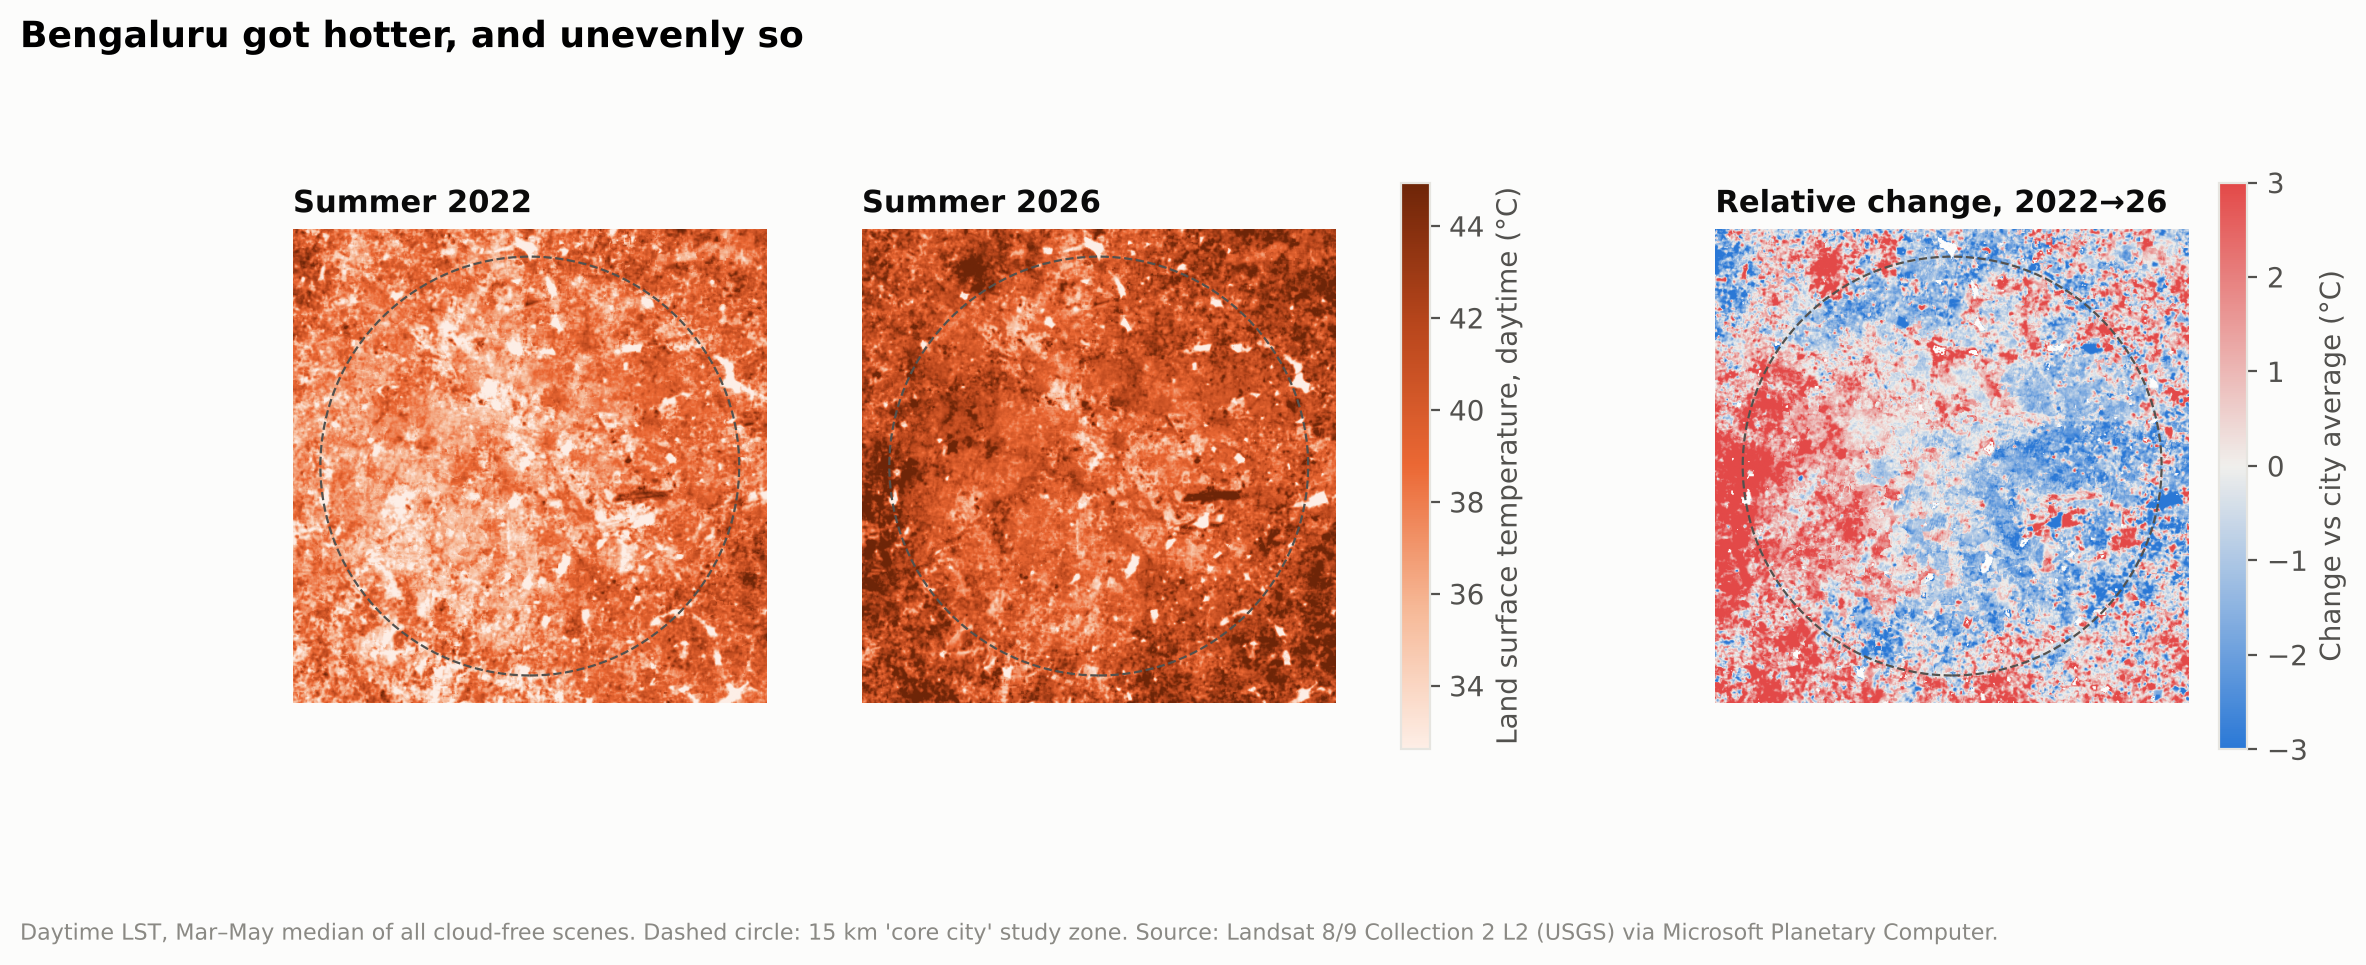 Bengaluru got hotter, and unevenly so
Summer 2022
Summer 2026
44
42
40
38
36
34
Land surface temperature, daytime (°C)
Relative change, 2022→26
3
2
1
0
−1
−2
−3
Change vs city average (°C)
Daytime LST, Mar–May median of all cloud-free scenes. Dashed circle: 15 km 'core city' study zone. Source: Landsat 8/9 Collection 2 L2 (USGS) via Microsoft Planetary Computer.